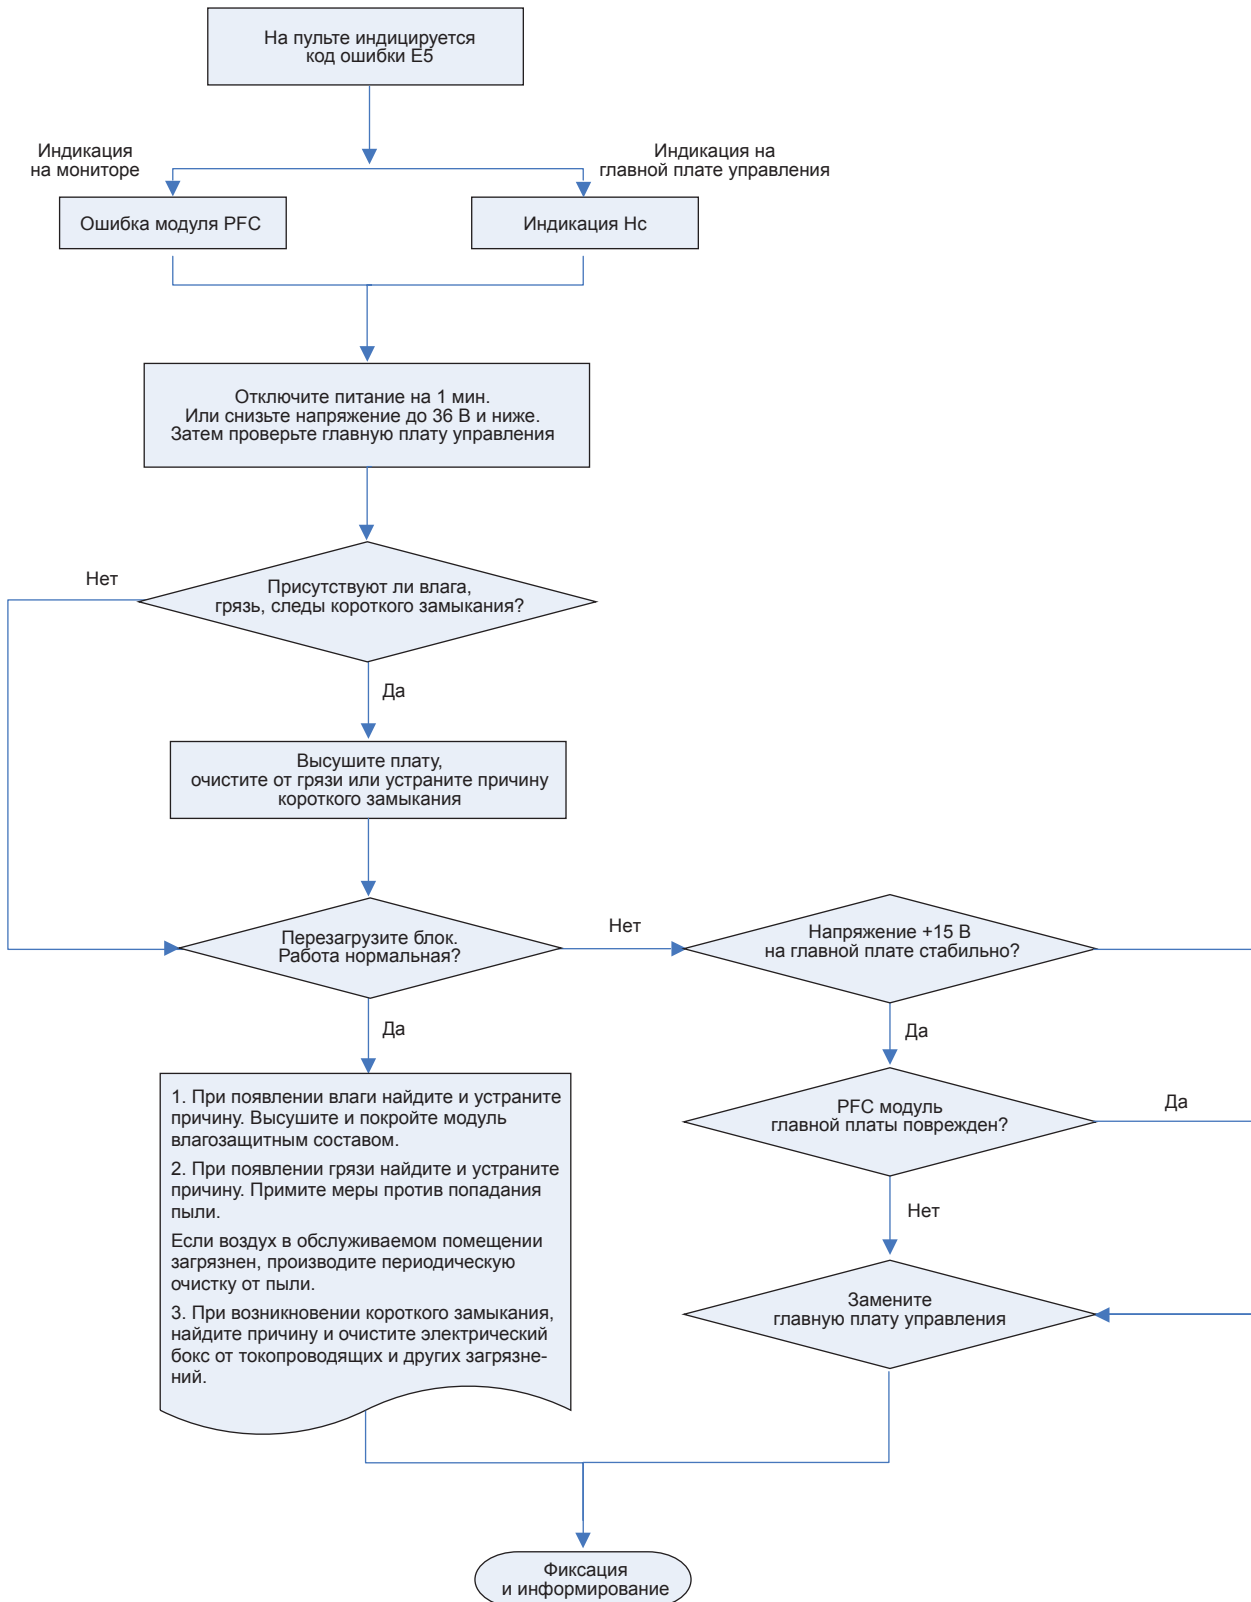 На пульте индицируется
код ошибки E5
Индикация
на мониторе
Индикация на
главной плате управления
Ошибка модуля PFC
Индикация Hc
Отключите питание на 1 мин.
Или снизьте напряжение до 36 В и ниже.
Затем проверьте главную плату управления
Нет
Присутствуют ли влага,
грязь, следы короткого замыкания?
Да
Высушите плату,
очистите от грязи или устраните причину
короткого замыкания
Перезагрузите блок.
Работа нормальная?
Нет
Напряжение +15 В
на главной плате стабильно?
Да
Да
1. При появлении влаги найдите и устраните
причину. Высушите и покройте модуль
влагозащитным составом.
2. При появлении грязи найдите и устраните
причину. Примите меры против попадания
пыли.
Если воздух в обслуживаемом помещении
загрязнен, производите периодическую
очистку от пыли.
3. При возникновении короткого замыкания,
найдите причину и очистите электрический
бокс от токопроводящих и других загрязне-
ний.
PFC модуль
главной платы поврежден?
Да
Нет
Замените
главную плату управления
Фиксация
и информирование